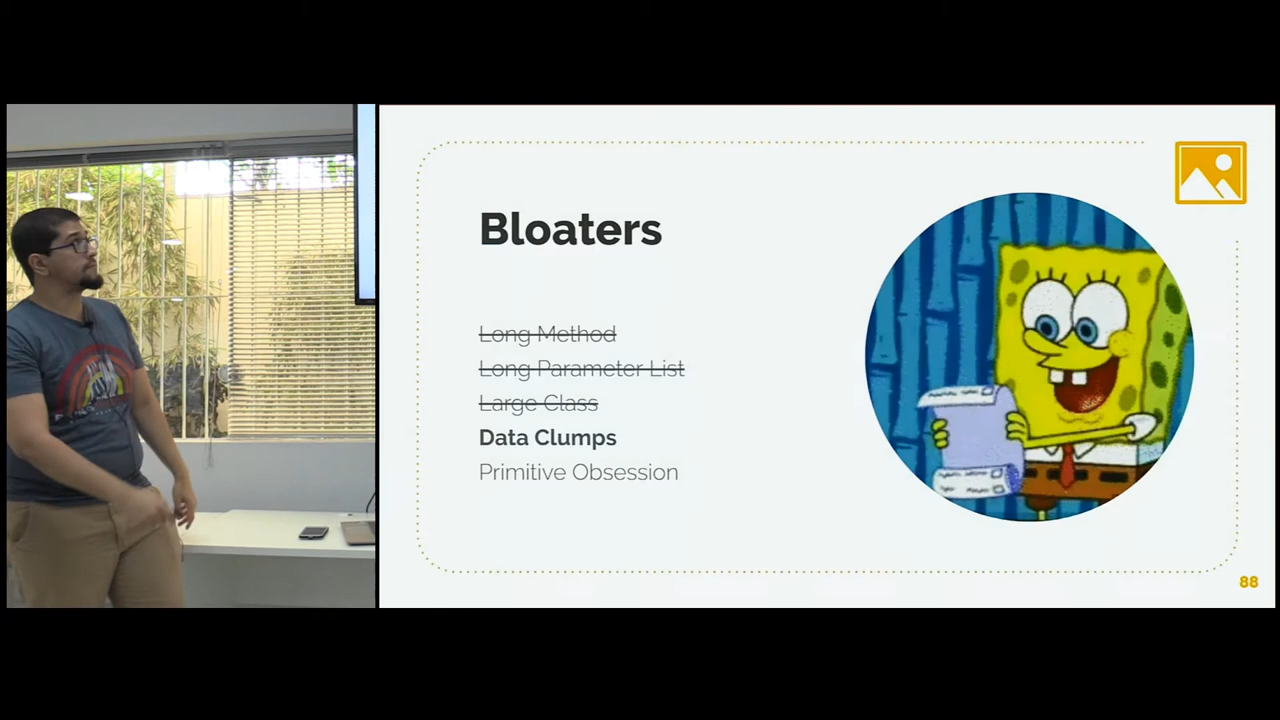 Bloaters
Long Method
Long Parameter List
Large Class
Data Clumps
Primitive Obsession
88